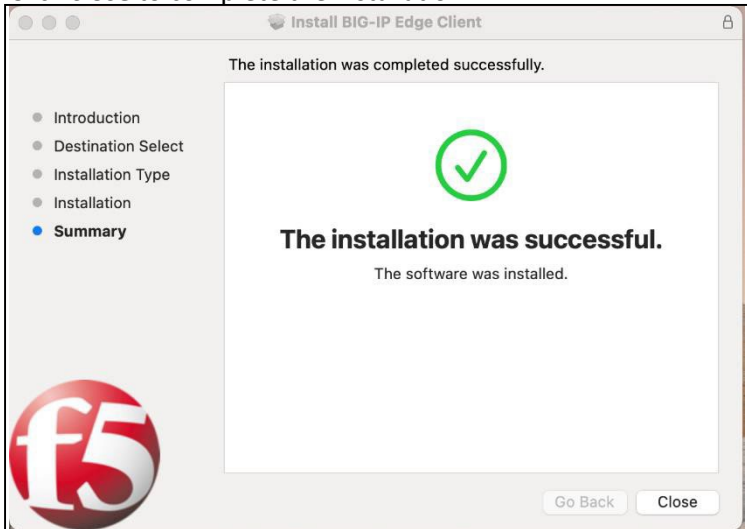 Install BIG-IP Edge Client
The installation was completed successfully.
Introduction
Destination Select
Installation Type
Installation
Summary
The installation was successful.
The software was installed.
f5
Go Back
Close